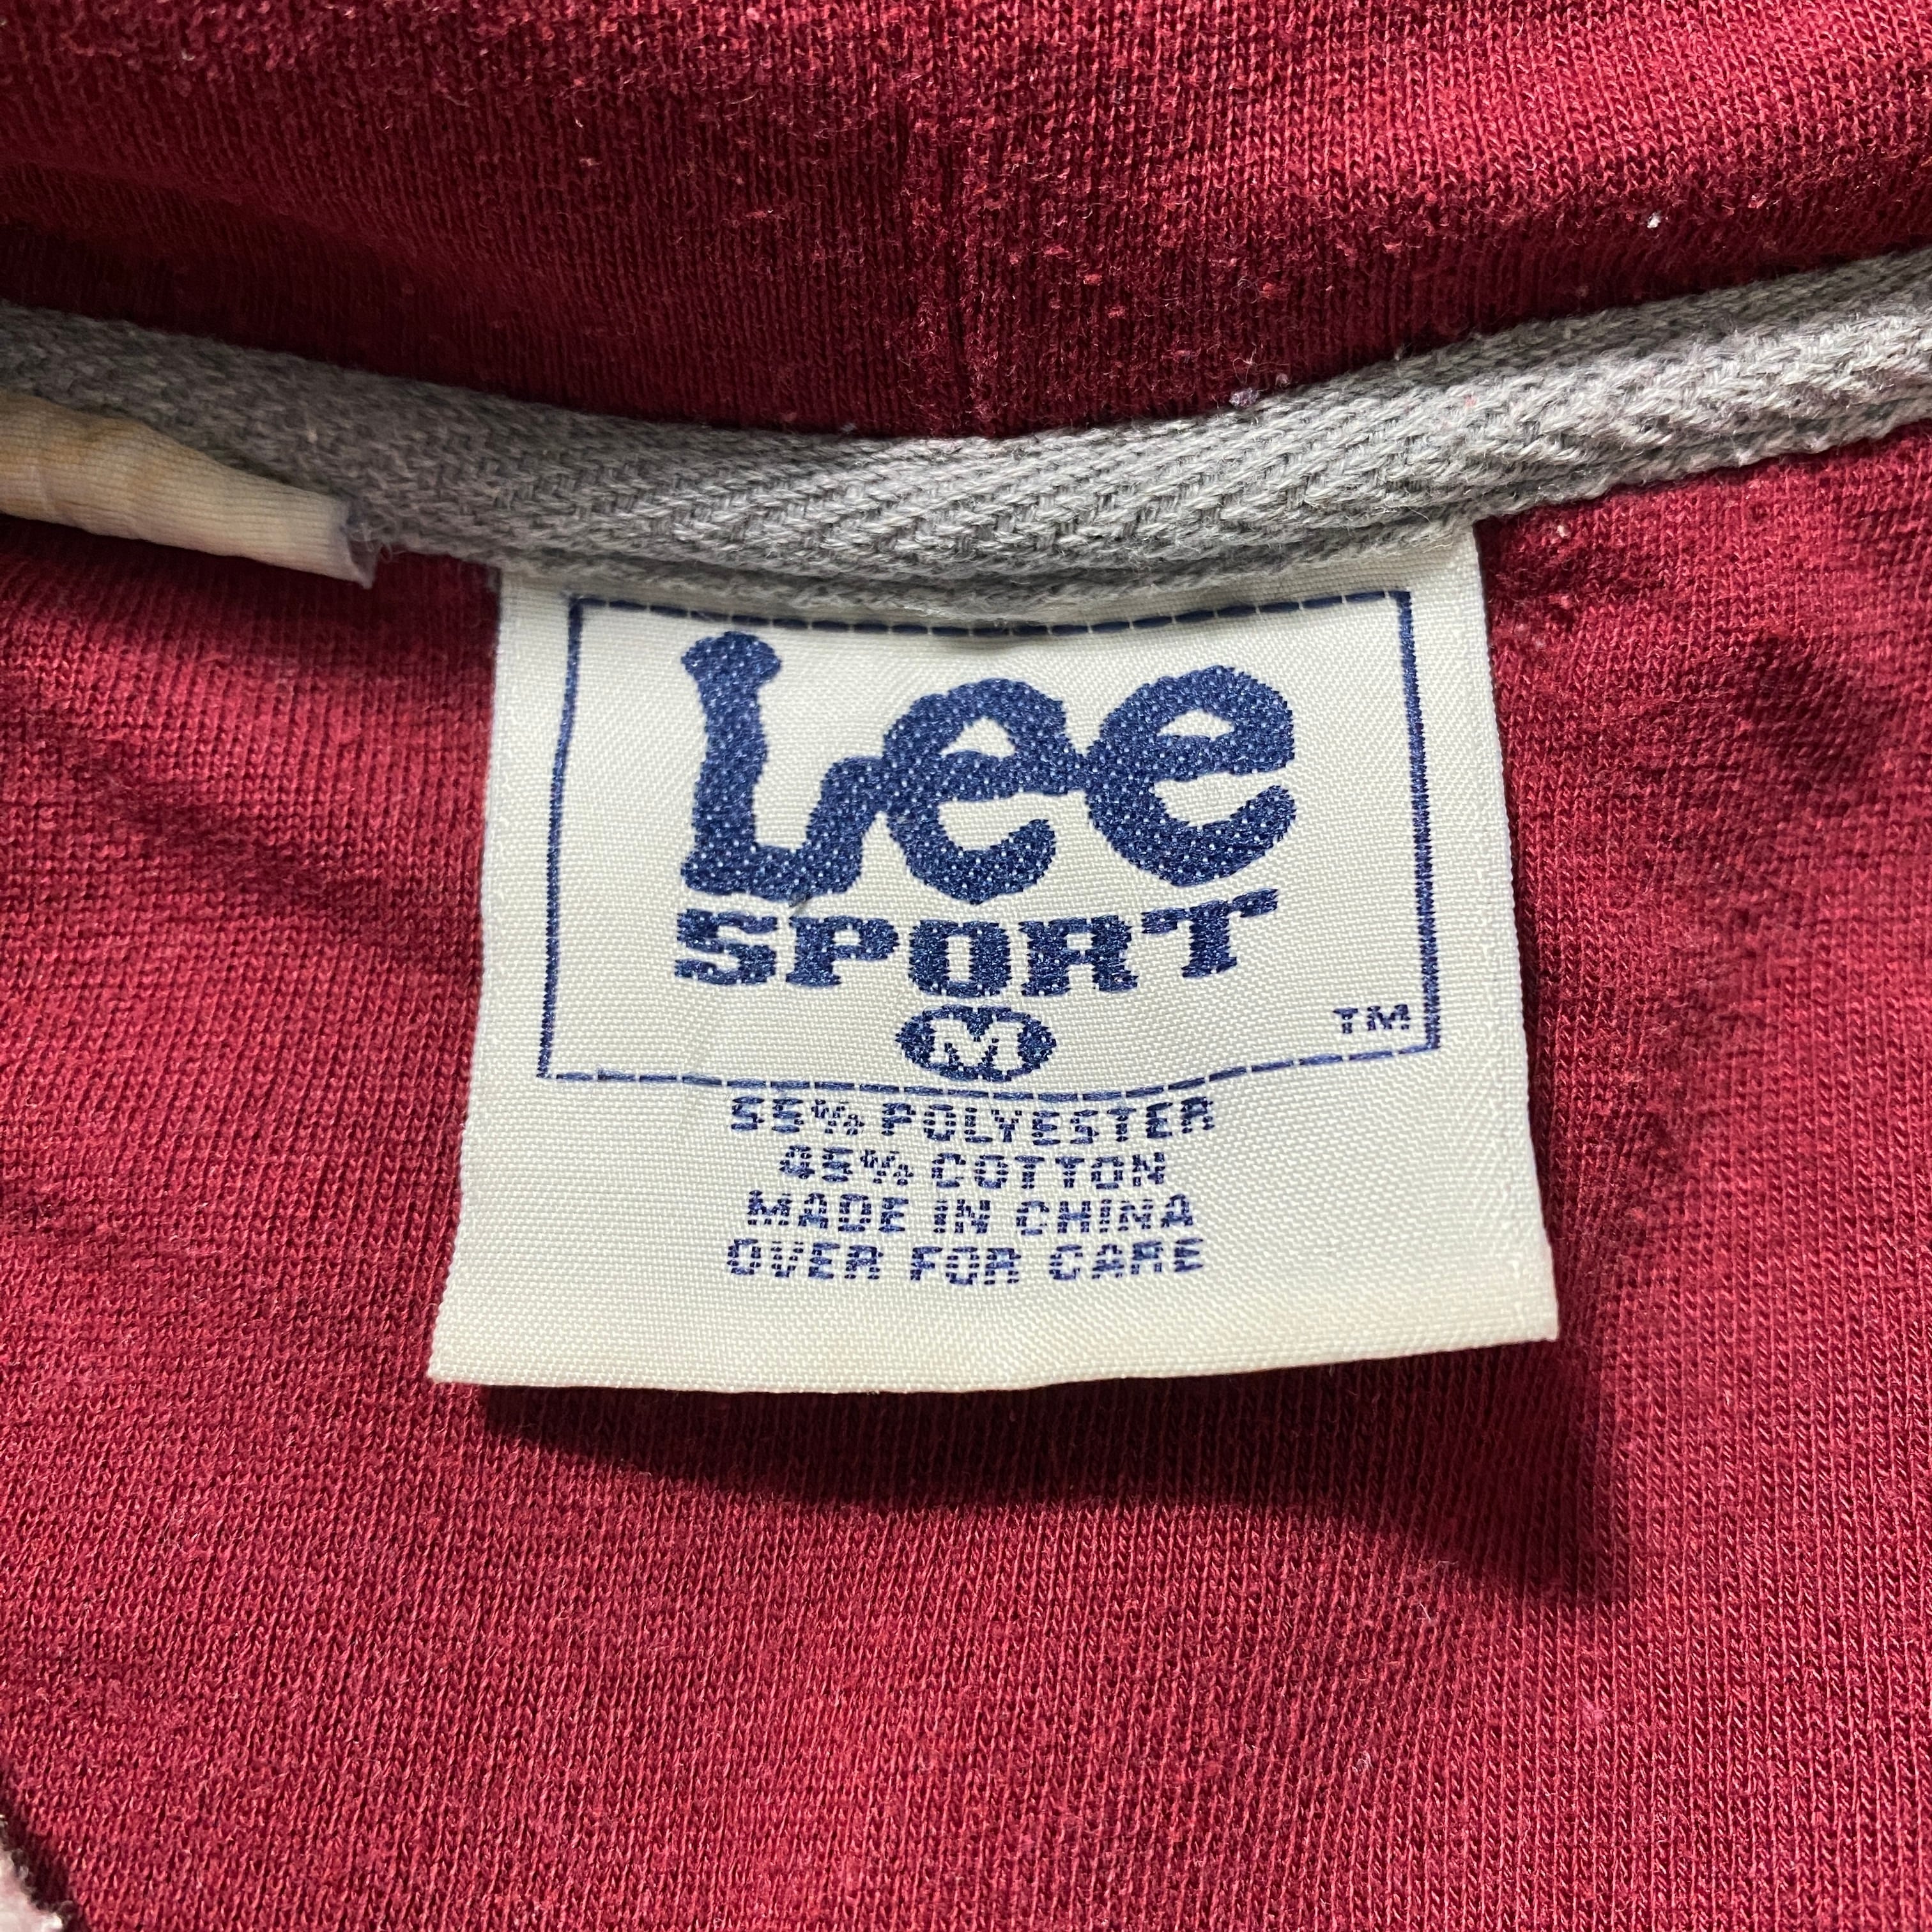 Lee
SPORT
M
TM
55% POLYESTER
45% COTTON
MADE IN CHINA
OVER FOR CARE